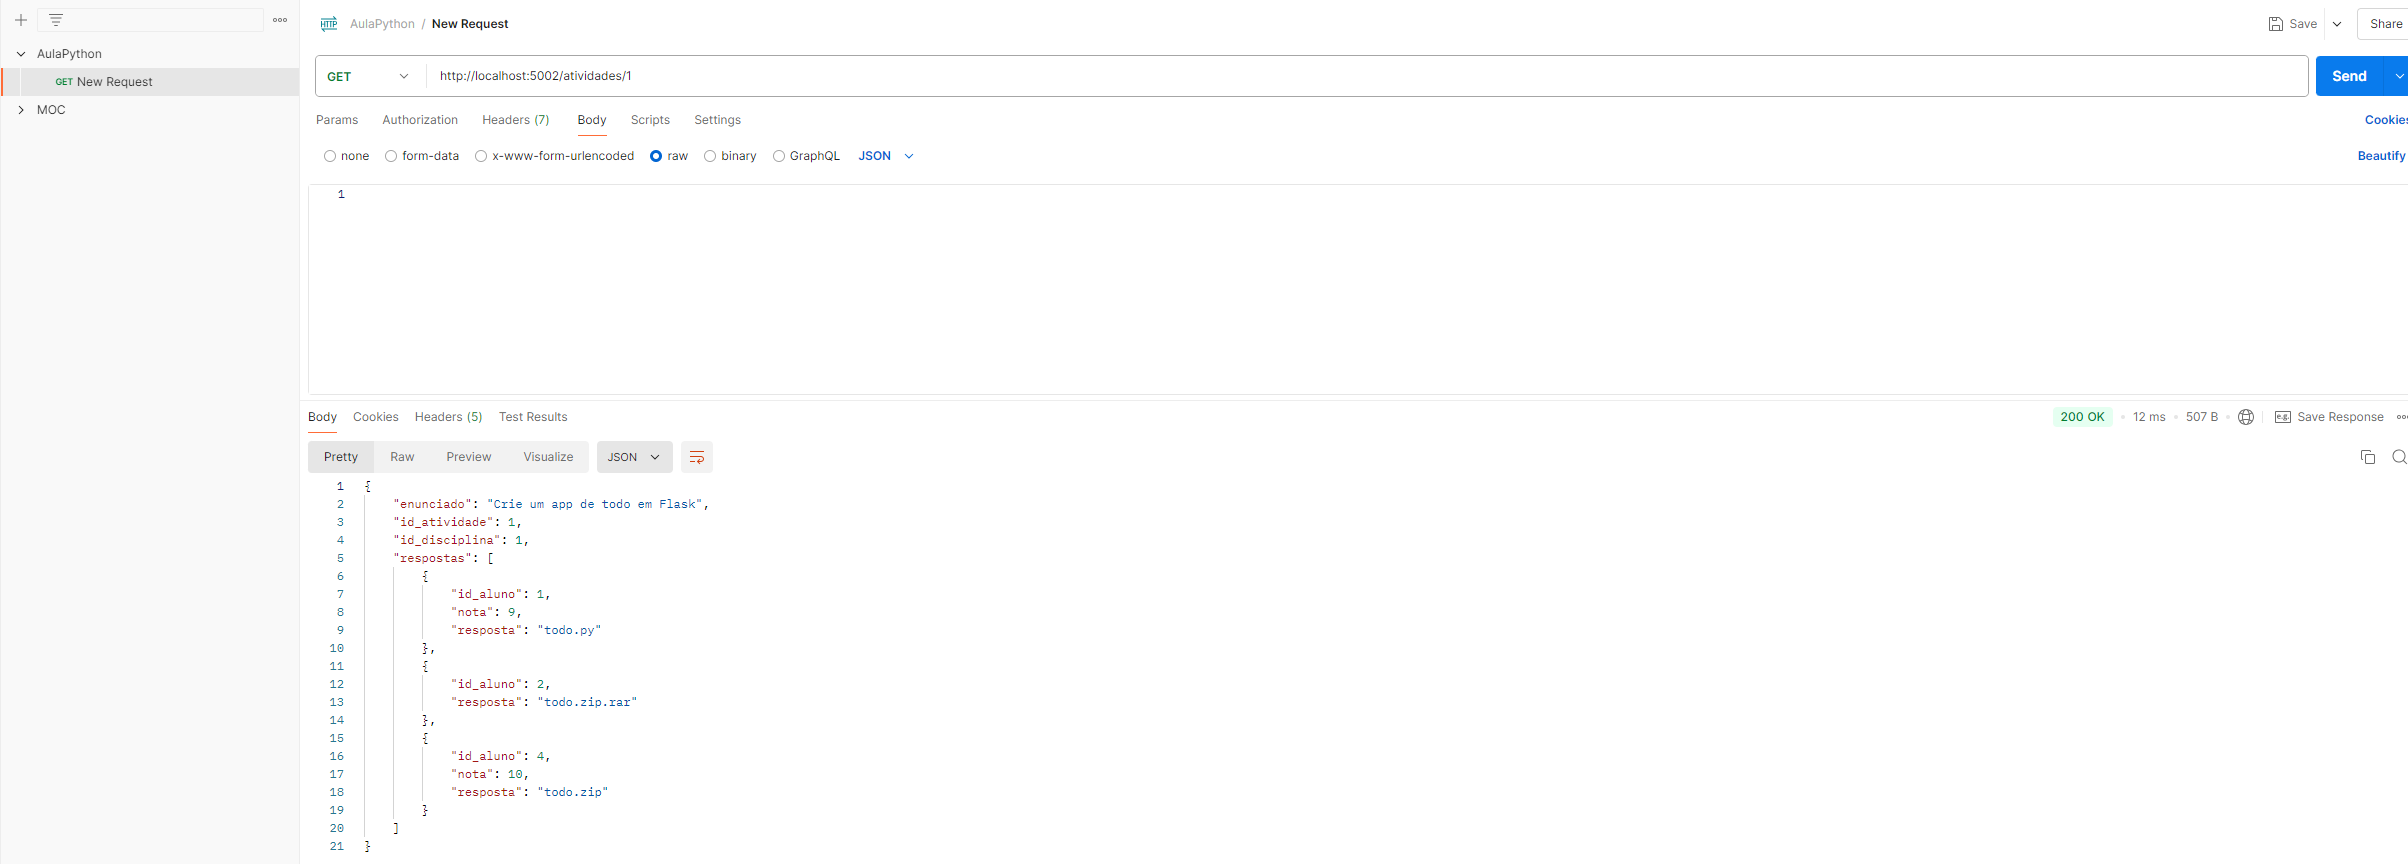 AulaPython
GET New Request
MOC
HTTP AulaPython / New Request
Save
Share
GET http://localhost:5002/atividades/1
Send
Params Authorization Headers (7) Body Scripts Settings
Cookies
none form-data x-www-form-urlencoded raw binary GraphQL JSON
Beautify
1
Body Cookies Headers (5) Test Results
200 OK • 12 ms • 507 B
e.g. Save Response
Pretty Raw Preview Visualize JSON
1 {
2 "enunciado": "Crie um app de todo em Flask",
3 "id_atividade": 1,
4 "id_disciplina": 1,
5 "respostas": [
6 {
7 "id_aluno": 1,
8 "nota": 9,
9 "resposta": "todo.py"
10 },
11 {
12 "id_aluno": 2,
13 "resposta": "todo.zip.rar"
14 },
15 {
16 "id_aluno": 4,
17 "nota": 10,
18 "resposta": "todo.zip"
19 }
20 ]
21 }